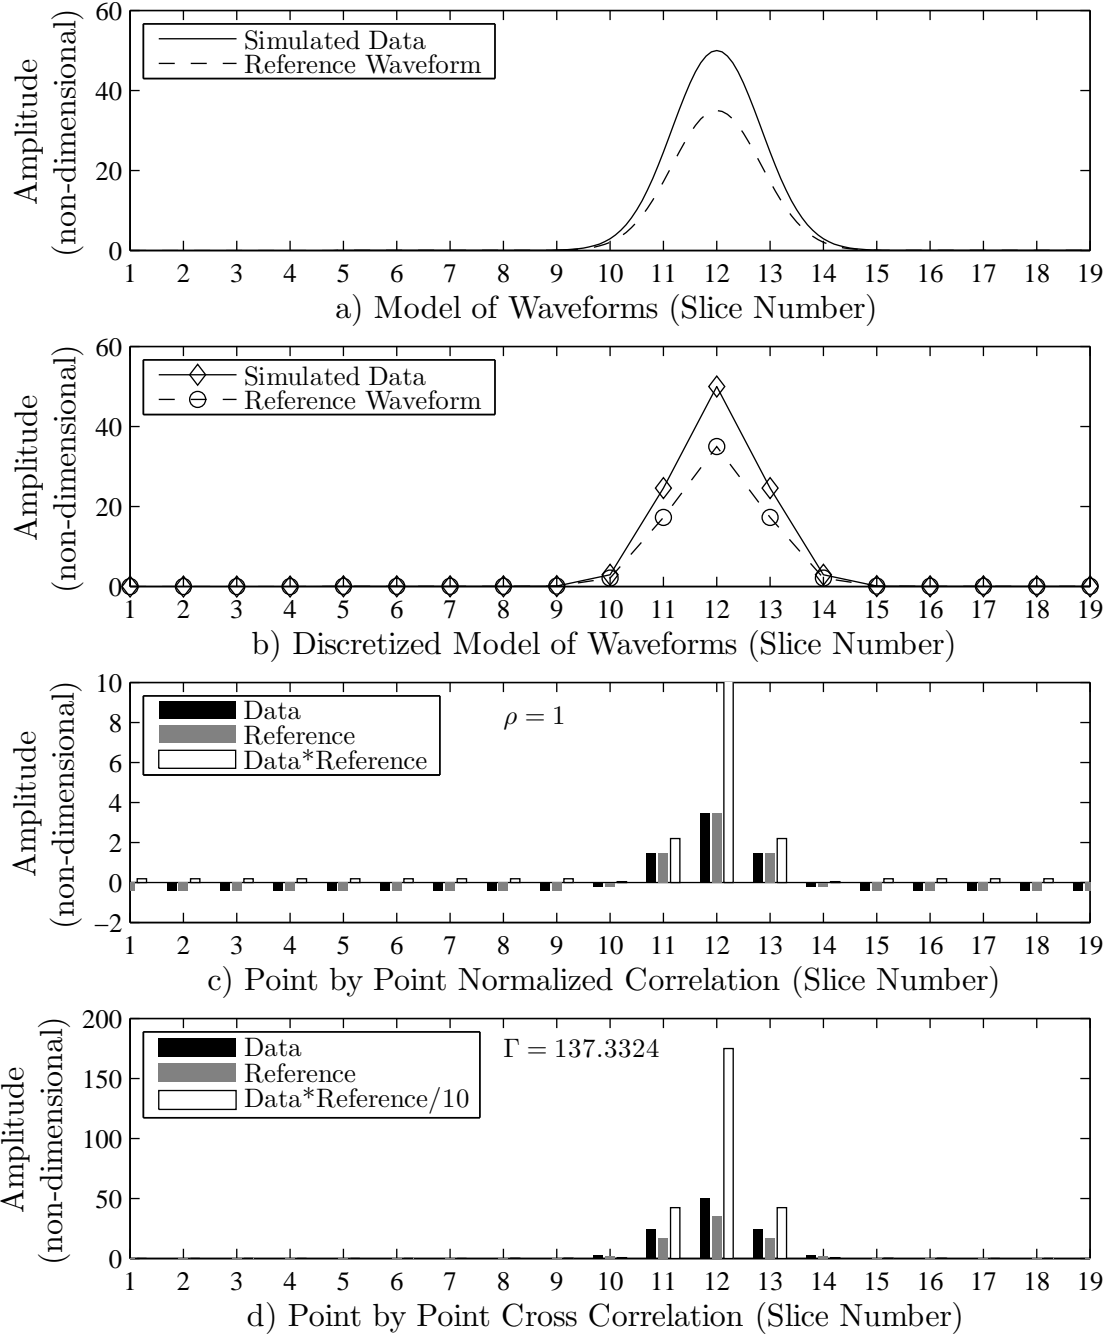 Amplitude
(non-dimensional)
60
40
20
0
Simulated Data
Reference Waveform
1 2 3 4 5 6 7 8 9 10 11 12 13 14 15 16 17 18 19
a) Model of Waveforms (Slice Number)
Amplitude
(non-dimensional)
60
40
20
0
Simulated Data
Reference Waveform
1 2 3 4 5 6 7 8 9 10 11 12 13 14 15 16 17 18 19
b) Discretized Model of Waveforms (Slice Number)
Amplitude
(non-dimensional)
10
8
6
4
2
0
−2
Data
Reference
Data*Reference
ρ = 1
1 2 3 4 5 6 7 8 9 10 11 12 13 14 15 16 17 18 19
c) Point by Point Normalized Correlation (Slice Number)
Amplitude
(non-dimensional)
200
150
100
50
0
Data
Reference
Data*Reference/10
Γ = 137.3324
1 2 3 4 5 6 7 8 9 10 11 12 13 14 15 16 17 18 19
d) Point by Point Cross Correlation (Slice Number)